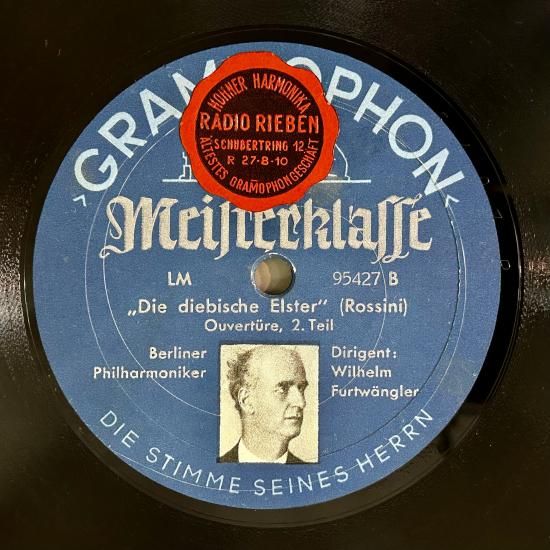 ›GRAMMOPHON‹
HOHNER HARMONIKA
RADIO RIEBEN
SCHUBERTRING 12
R 27-8-10
ÄLTESTES GRAMOPHONGESCHÄFT
Meisterklasse
LM 95427 B
„Die diebische Elster“ (Rossini)
Ouvertüre, 2. Teil
Berliner
Philharmoniker
Dirigent:
Wilhelm
Furtwängler
DIE STIMME SEINES HERRN